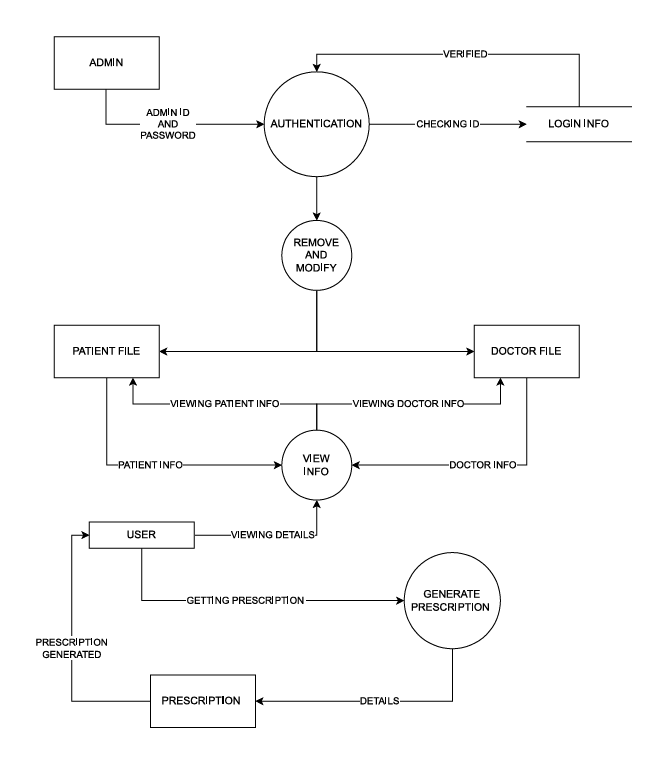 VERIFIED
ADMIN
ADMIN ID
AND
PASSWORD
AUTHENTICATION
CHECKING ID
LOGIN INFO
REMOVE
AND
MODIFY
PATIENT FILE
DOCTOR FILE
VIEWING PATIENT INFO
VIEWING DOCTOR INFO
PATIENT INFO
VIEW
INFO
DOCTOR INFO
USER
VIEWING DETAILS
GETTING PRESCRIPTION
GENERATE
PRESCRIPTION
PRESCRIPTION
GENERATED
PRESCRIPTION
DETAILS